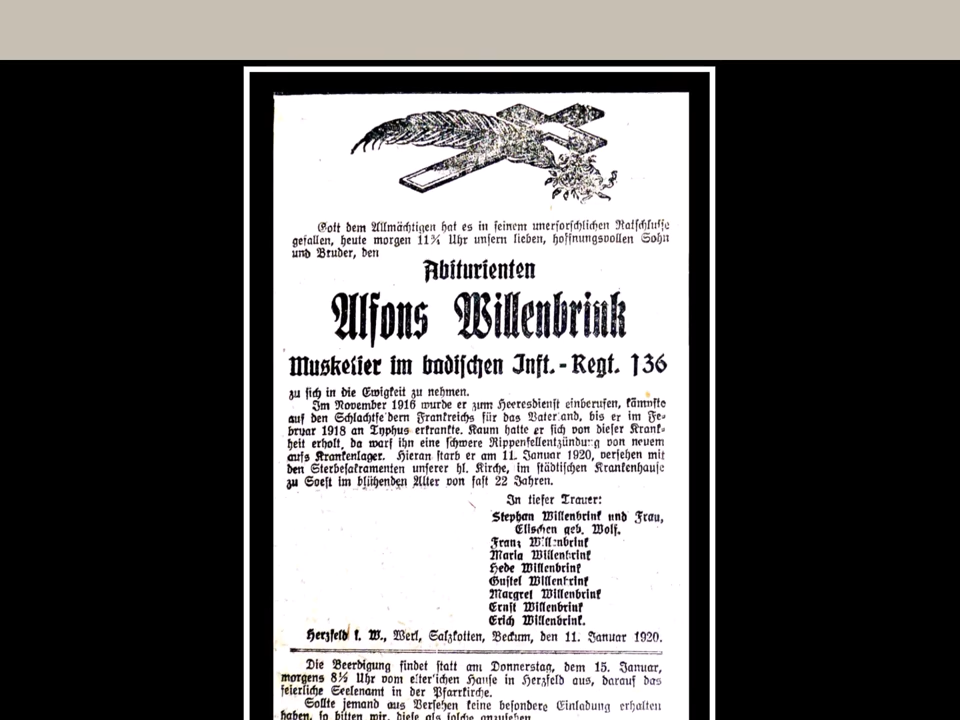 Gott dem Allmächtigen hat es in seinem unerforschlichen Ratschlusse
gefallen, heute morgen 11¾ Uhr unsern lieben, hoffnungsvollen Sohn
und Bruder, den
Abiturienten
Alfons Willenbrink
Musketier im badischen Inft.-Regt. 136
zu sich in die Ewigkeit zu nehmen.
Im November 1916 wurde er zum Heeresdienst einberufen, kämpfte
auf den Schlachtfeldern Frankreichs für das Vaterland, bis er im Fe-
bruar 1918 an Typhus erkrankte. Kaum hatte er sich von dieser Krank-
heit erholt, da warf ihn eine schwere Rippenfellentzündung von neuem
aufs Krankenlager. Hieran starb er am 11. Januar 1920, versehen mit
den Sterbesakramenten unserer hl. Kirche, im städtischen Krankenhause
zu Soest im blühenden Alter von fast 22 Jahren.
In tiefer Trauer:
Stephan Willenbrink und Frau,
Elischen geb. Wolf.
Franz Willenbrink
Maria Willenbrink
Hede Willenbrink
Gustel Willenbrink
Margret Willenbrink
Ernst Willenbrink
Erich Willenbrink.
Herzfeld i. W., Werl, Salzkotten, Beckum, den 11. Januar 1920.
Die Beerdigung findet statt am Donnerstag, dem 15. Januar,
morgens 8½ Uhr vom elterlichen Hause in Herzfeld aus, darauf das
feierliche Seelenamt in der Pfarrkirche.
Sollte jemand aus Versehen keine besondere Einladung erhalten
haben, so bitten wir, diese als solche anzusehen.